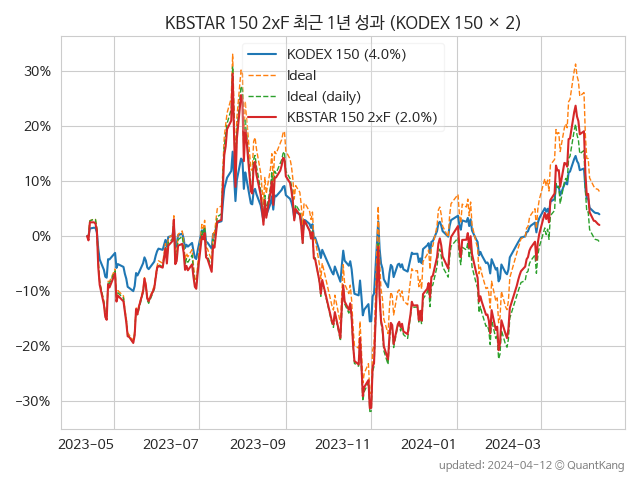 KBSTAR 150 2xF 최근 1년 성과 (KODEX 150 × 2)
KODEX 150 (4.0%)
Ideal
Ideal (daily)
KBSTAR 150 2xF (2.0%)
30%
20%
10%
0%
−10%
−20%
−30%
2023-05 2023-07 2023-09 2023-11 2024-01 2024-03
updated: 2024-04-12 © QuantKang